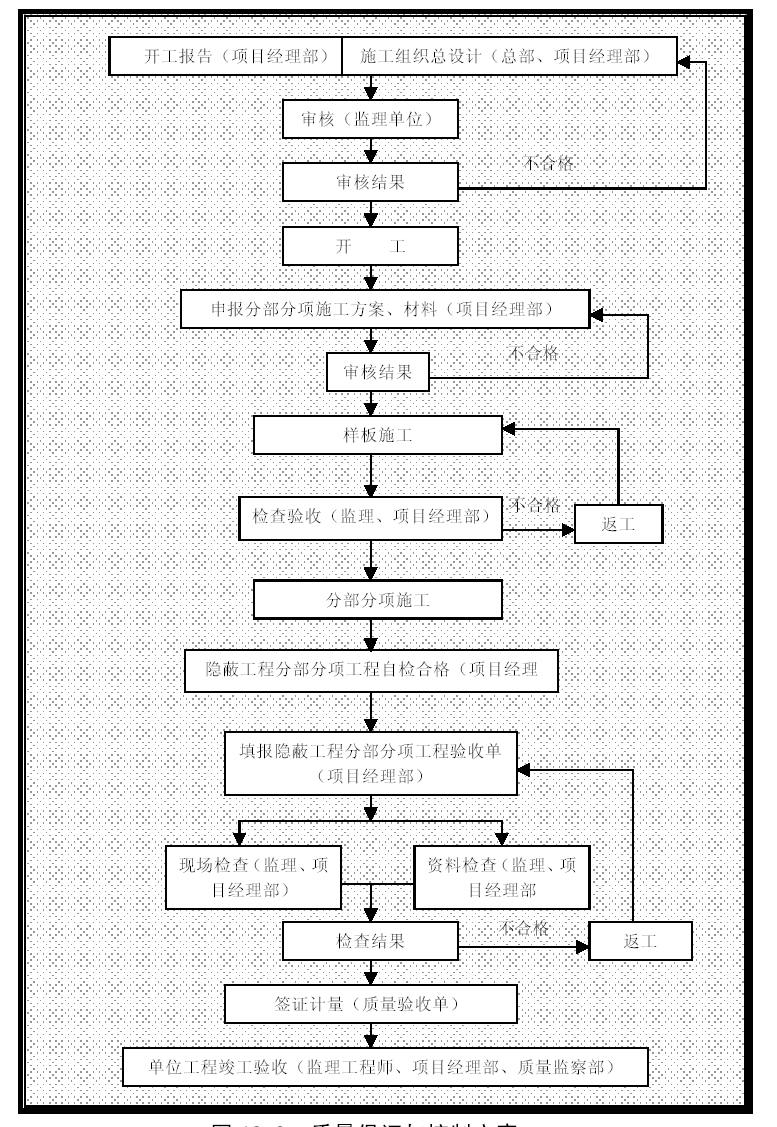 开工报告（项目经理部）
施工组织总设计（总部、项目经理部）
审核（监理单位）
审核结果
不合格
开　　工
申报分部分项施工方案、材料（项目经理部）
不合格
审核结果
样板施工
检查验收（监理、项目经理部）
不合格
返工
分部分项施工
隐蔽工程分部分项工程自检合格（项目经理
填报隐蔽工程分部分项工程验收单
（项目经理部）
现场检查（监理、项
目经理部）
资料检查（监理、项
目经理部
检查结果
不合格
返工
签证计量（质量验收单）
单位工程竣工验收（监理工程师、项目经理部、质量监察部）